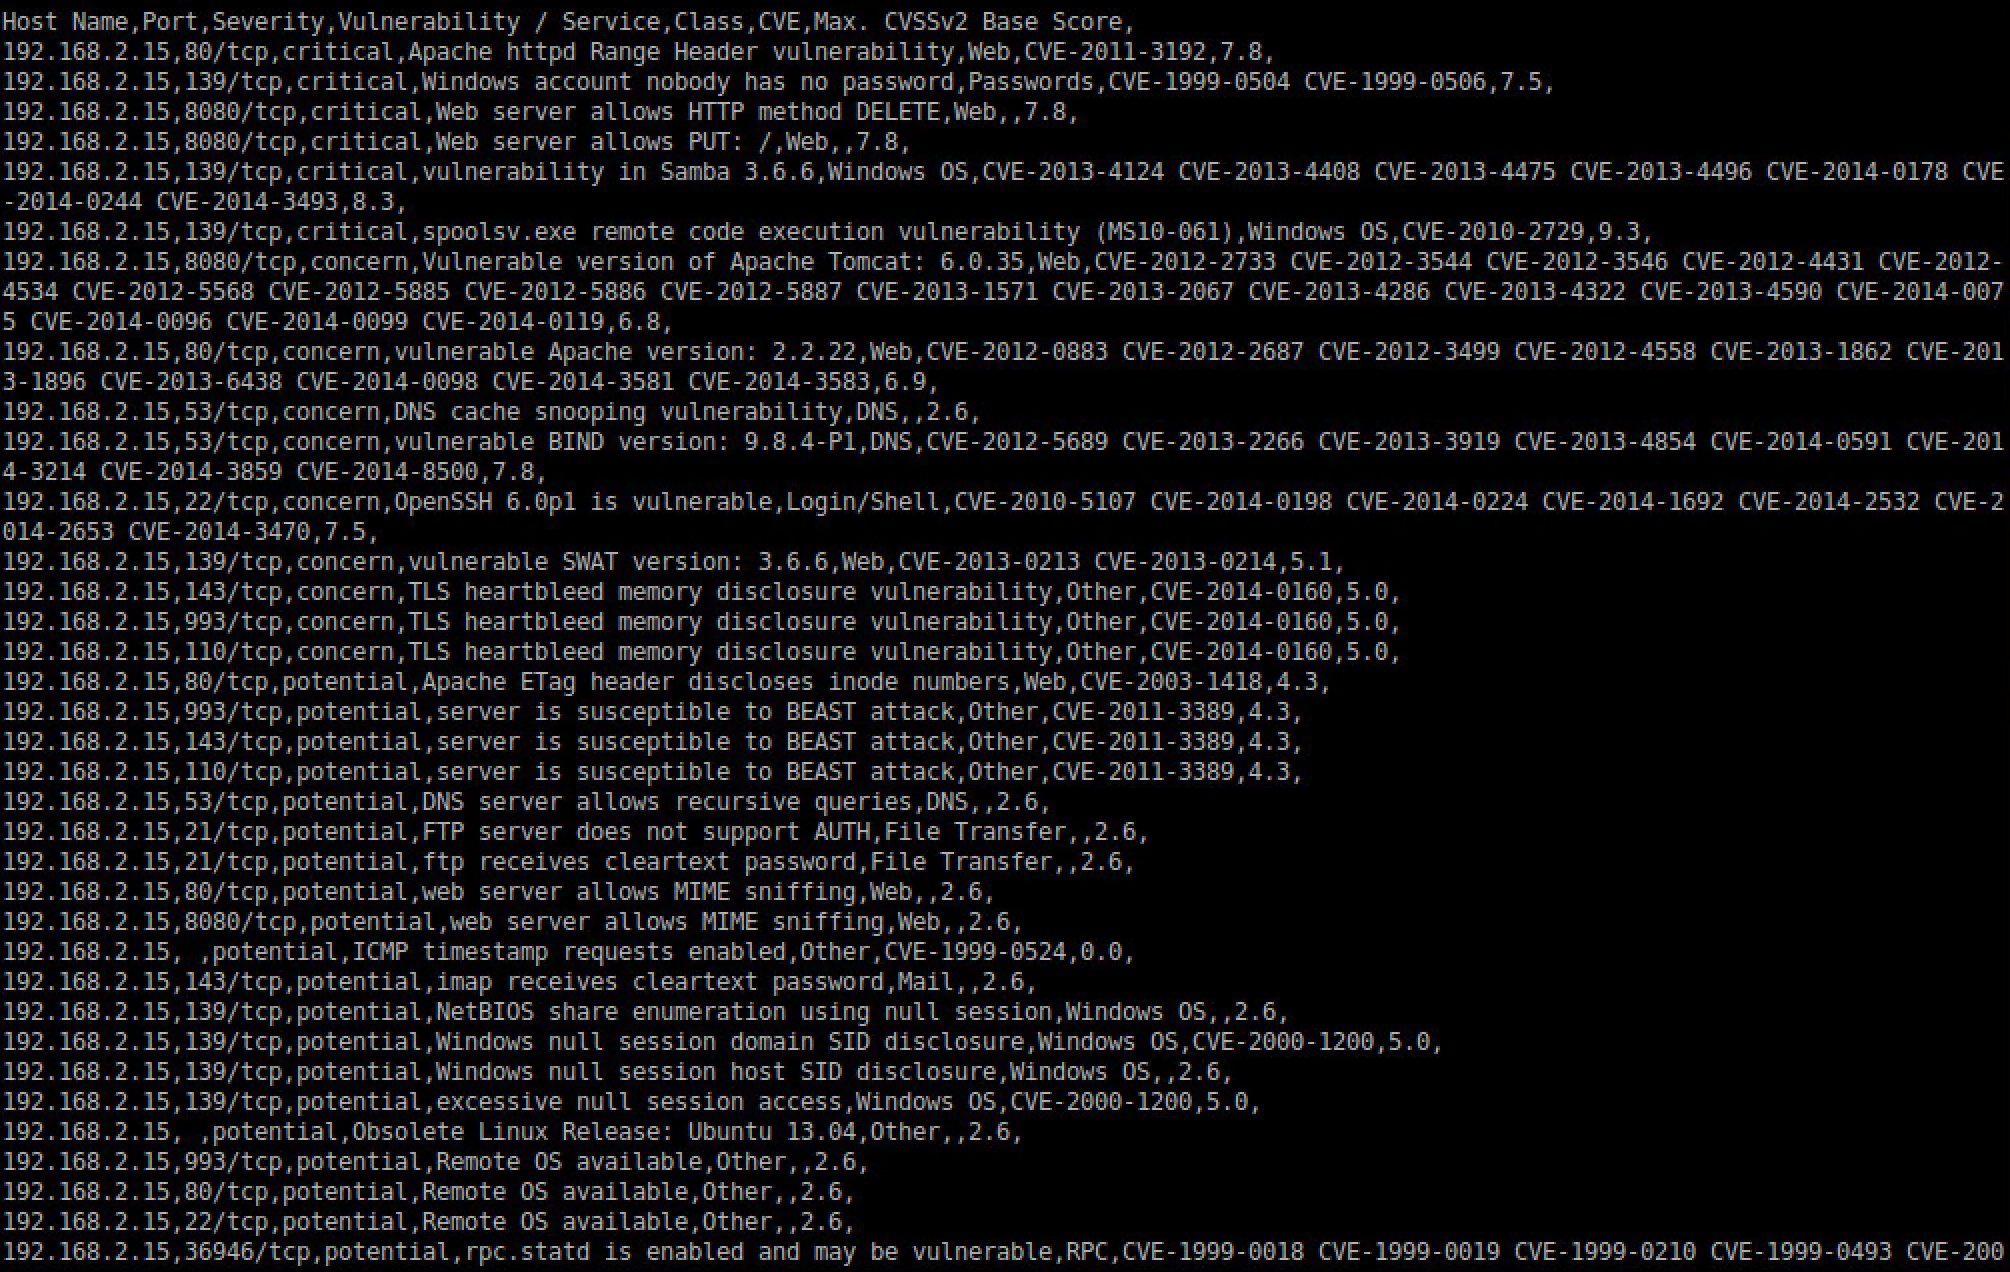 Host Name,Port,Severity,Vulnerability / Service,Class,CVE,Max. CVSSv2 Base Score,
192.168.2.15,80/tcp,critical,Apache httpd Range Header vulnerability,Web,CVE-2011-3192,7.8,
192.168.2.15,139/tcp,critical,Windows account nobody has no password,Passwords,CVE-1999-0504 CVE-1999-0506,7.5,
192.168.2.15,8080/tcp,critical,Web server allows HTTP method DELETE,Web,,7.8,
192.168.2.15,8080/tcp,critical,Web server allows PUT: /,Web,,7.8,
192.168.2.15,139/tcp,critical,vulnerability in Samba 3.6.6,Windows OS,CVE-2013-4124 CVE-2013-4408 CVE-2013-4475 CVE-2013-4496 CVE-2014-0178 CVE
-2014-0244 CVE-2014-3493,8.3,
192.168.2.15,139/tcp,critical,spoolsv.exe remote code execution vulnerability (MS10-061),Windows OS,CVE-2010-2729,9.3,
192.168.2.15,8080/tcp,concern,Vulnerable version of Apache Tomcat: 6.0.35,Web,CVE-2012-2733 CVE-2012-3544 CVE-2012-3546 CVE-2012-4431 CVE-2012-
4534 CVE-2012-5568 CVE-2012-5885 CVE-2012-5886 CVE-2012-5887 CVE-2013-1571 CVE-2013-2067 CVE-2013-4286 CVE-2013-4322 CVE-2013-4590 CVE-2014-007
5 CVE-2014-0096 CVE-2014-0099 CVE-2014-0119,6.8,
192.168.2.15,80/tcp,concern,vulnerable Apache version: 2.2.22,Web,CVE-2012-0883 CVE-2012-2687 CVE-2012-3499 CVE-2012-4558 CVE-2013-1862 CVE-201
3-1896 CVE-2013-6438 CVE-2014-0098 CVE-2014-3581 CVE-2014-3583,6.9,
192.168.2.15,53/tcp,concern,DNS cache snooping vulnerability,DNS,,2.6,
192.168.2.15,53/tcp,concern,vulnerable BIND version: 9.8.4-P1,DNS,CVE-2012-5689 CVE-2013-2266 CVE-2013-3919 CVE-2013-4854 CVE-2014-0591 CVE-201
4-3214 CVE-2014-3859 CVE-2014-8500,7.8,
192.168.2.15,22/tcp,concern,OpenSSH 6.0p1 is vulnerable,Login/Shell,CVE-2010-5107 CVE-2014-0198 CVE-2014-0224 CVE-2014-1692 CVE-2014-2532 CVE-2
014-2653 CVE-2014-3470,7.5,
192.168.2.15,139/tcp,concern,vulnerable SWAT version: 3.6.6,Web,CVE-2013-0213 CVE-2013-0214,5.1,
192.168.2.15,143/tcp,concern,TLS heartbleed memory disclosure vulnerability,Other,CVE-2014-0160,5.0,
192.168.2.15,993/tcp,concern,TLS heartbleed memory disclosure vulnerability,Other,CVE-2014-0160,5.0,
192.168.2.15,110/tcp,concern,TLS heartbleed memory disclosure vulnerability,Other,CVE-2014-0160,5.0,
192.168.2.15,80/tcp,potential,Apache ETag header discloses inode numbers,Web,CVE-2003-1418,4.3,
192.168.2.15,993/tcp,potential,server is susceptible to BEAST attack,Other,CVE-2011-3389,4.3,
192.168.2.15,143/tcp,potential,server is susceptible to BEAST attack,Other,CVE-2011-3389,4.3,
192.168.2.15,110/tcp,potential,server is susceptible to BEAST attack,Other,CVE-2011-3389,4.3,
192.168.2.15,53/tcp,potential,DNS server allows recursive queries,DNS,,2.6,
192.168.2.15,21/tcp,potential,FTP server does not support AUTH,File Transfer,,2.6,
192.168.2.15,21/tcp,potential,ftp receives cleartext password,File Transfer,,2.6,
192.168.2.15,80/tcp,potential,web server allows MIME sniffing,Web,,2.6,
192.168.2.15,8080/tcp,potential,web server allows MIME sniffing,Web,,2.6,
192.168.2.15, ,potential,ICMP timestamp requests enabled,Other,CVE-1999-0524,0.0,
192.168.2.15,143/tcp,potential,imap receives cleartext password,Mail,,2.6,
192.168.2.15,139/tcp,potential,NetBIOS share enumeration using null session,Windows OS,,2.6,
192.168.2.15,139/tcp,potential,Windows null session domain SID disclosure,Windows OS,CVE-2000-1200,5.0,
192.168.2.15,139/tcp,potential,Windows null session host SID disclosure,Windows OS,,2.6,
192.168.2.15,139/tcp,potential,excessive null session access,Windows OS,CVE-2000-1200,5.0,
192.168.2.15, ,potential,Obsolete Linux Release: Ubuntu 13.04,Other,,2.6,
192.168.2.15,993/tcp,potential,Remote OS available,Other,,2.6,
192.168.2.15,80/tcp,potential,Remote OS available,Other,,2.6,
192.168.2.15,22/tcp,potential,Remote OS available,Other,,2.6,
192.168.2.15,36946/tcp,potential,rpc.statd is enabled and may be vulnerable,RPC,CVE-1999-0018 CVE-1999-0019 CVE-1999-0210 CVE-1999-0493 CVE-200